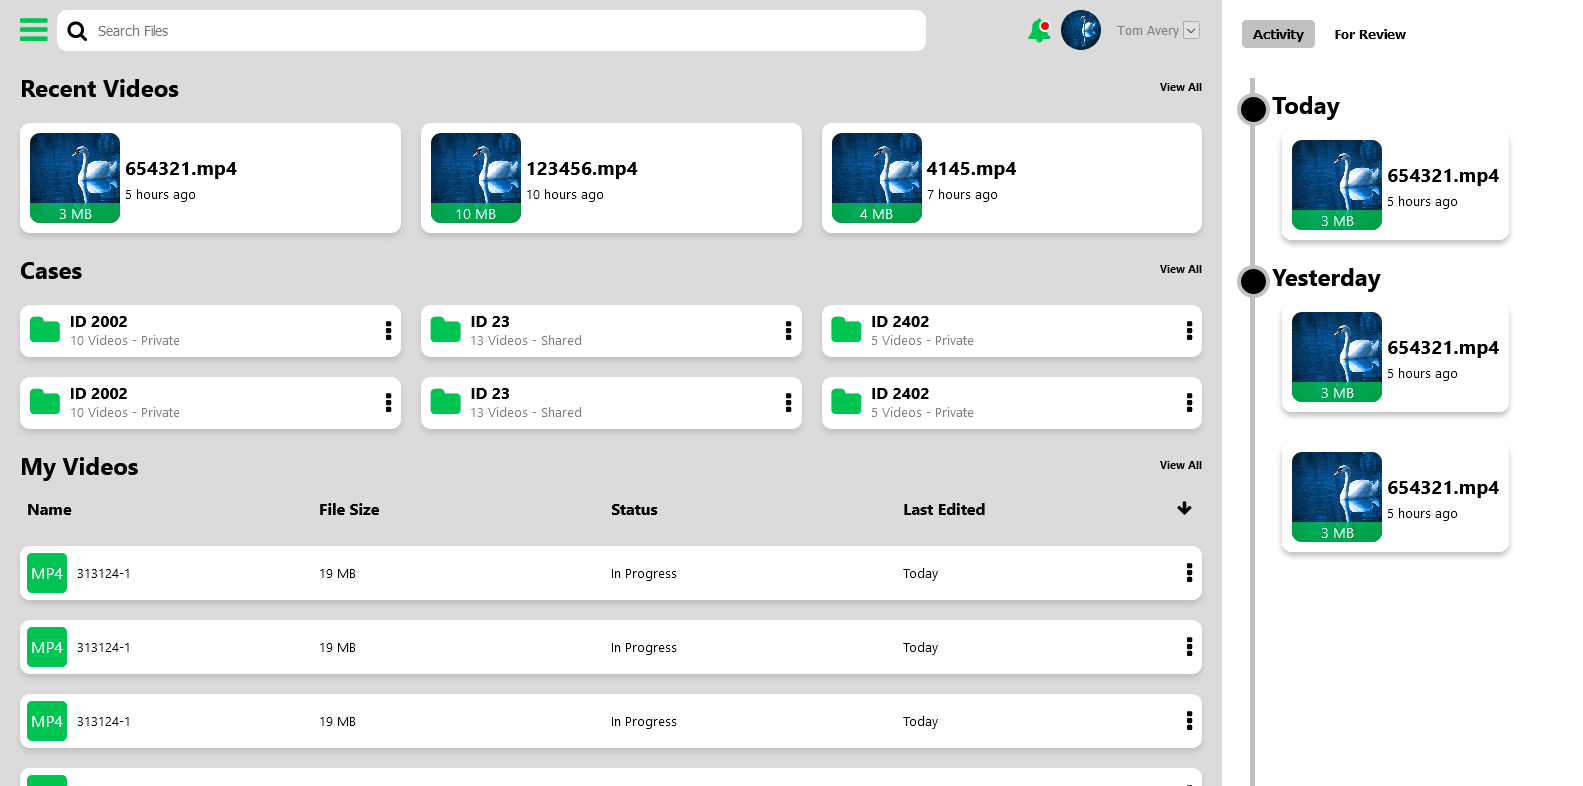 Search Files
Tom Avery
Recent Videos
View All
654321.mp4
5 hours ago
3 MB
123456.mp4
10 hours ago
10 MB
4145.mp4
7 hours ago
4 MB
Cases
View All
ID 2002
10 Videos - Private
ID 23
13 Videos - Shared
ID 2402
5 Videos - Private
ID 2002
10 Videos - Private
ID 23
13 Videos - Shared
ID 2402
5 Videos - Private
My Videos
View All
Name File Size Status Last Edited
MP4 313124-1 19 MB In Progress Today
MP4 313124-1 19 MB In Progress Today
MP4 313124-1 19 MB In Progress Today
Activity For Review
Today
654321.mp4
5 hours ago
3 MB
Yesterday
654321.mp4
5 hours ago
3 MB
654321.mp4
5 hours ago
3 MB